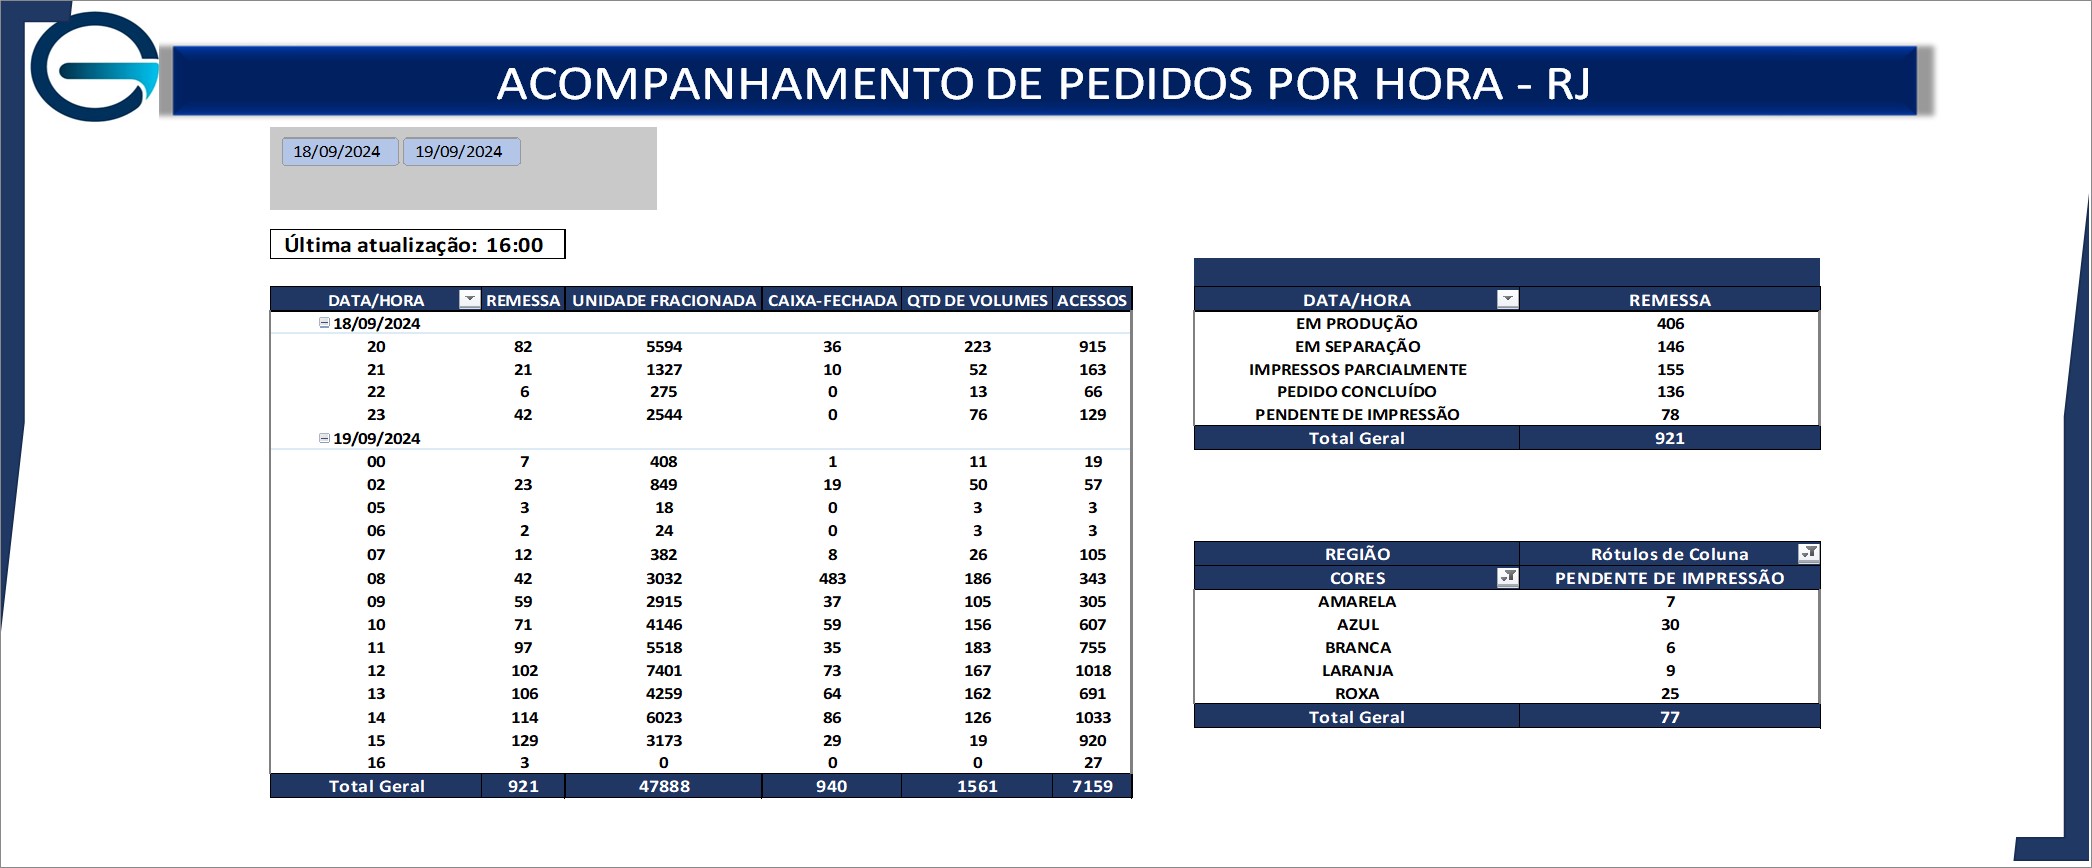 ACOMPANHAMENTO DE PEDIDOS POR HORA - RJ
18/09/2024 19/09/2024
Última atualização: 16:00
DATA/HORA REMESSA UNIDADE FRACIONADA CAIXA-FECHADA QTD DE VOLUMES ACESSOS
18/09/2024
20 82 5594 36 223 915
21 21 1327 10 52 163
22 6 275 0 13 66
23 42 2544 0 76 129
19/09/2024
00 7 408 1 11 19
02 23 849 19 50 57
05 3 18 0 3 3
06 2 24 0 3 3
07 12 382 8 26 105
08 42 3032 483 186 343
09 59 2915 37 105 305
10 71 4146 59 156 607
11 97 5518 35 183 755
12 102 7401 73 167 1018
13 106 4259 64 162 691
14 114 6023 86 126 1033
15 129 3173 29 19 920
16 3 0 0 0 27
Total Geral 921 47888 940 1561 7159
DATA/HORA REMESSA
EM PRODUÇÃO 406
EM SEPARAÇÃO 146
IMPRESSOS PARCIALMENTE 155
PEDIDO CONCLUÍDO 136
PENDENTE DE IMPRESSÃO 78
Total Geral 921
REGIÃO Rótulos de Coluna
CORES PENDENTE DE IMPRESSÃO
AMARELA 7
AZUL 30
BRANCA 6
LARANJA 9
ROXA 25
Total Geral 77